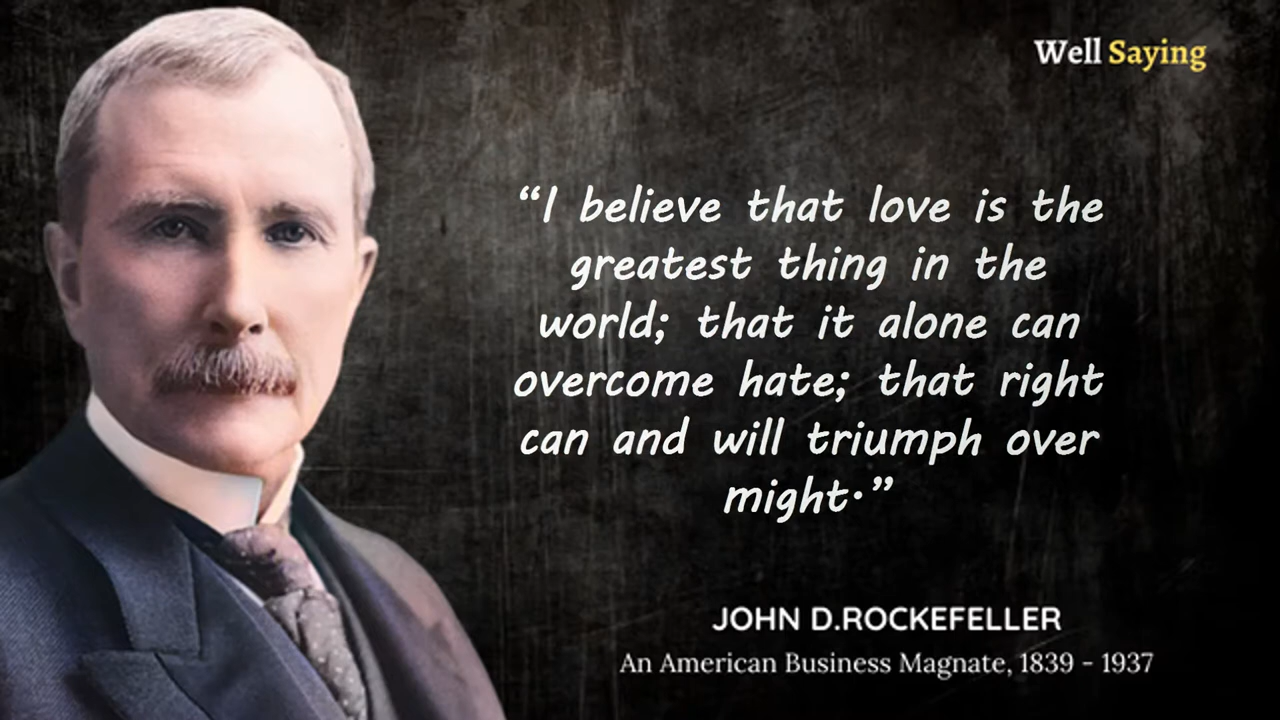 Well Saying
“I believe that love is the
greatest thing in the
world; that it alone can
overcome hate; that right
can and will triumph over
might.”
JOHN D.ROCKEFELLER
An American Business Magnate, 1839 - 1937